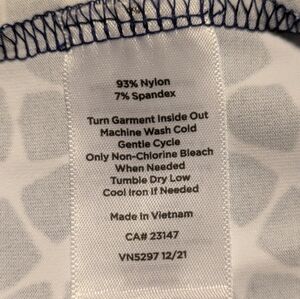 93% Nylon
7% Spandex
Turn Garment Inside Out
Machine Wash Cold
Gentle Cycle
Only Non-Chlorine Bleach
When Needed
Tumble Dry Low
Cool Iron If Needed
Made in Vietnam
CA# 23147
VN5297 12/21